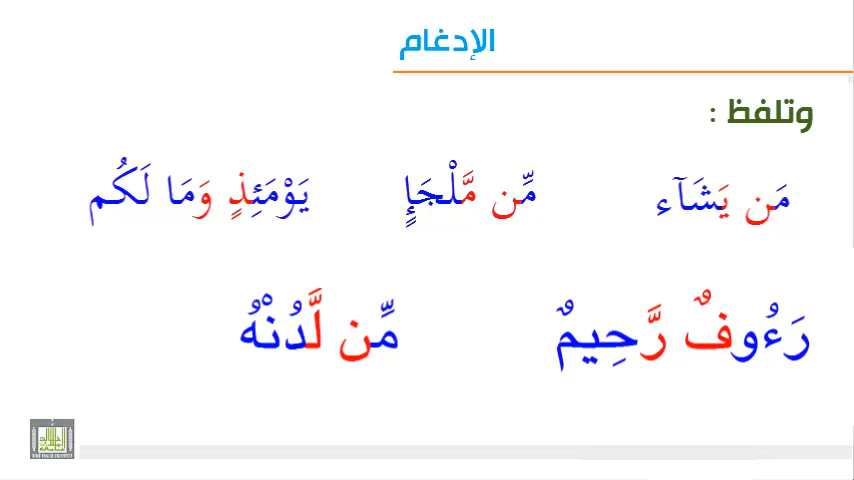 الإدغام
وتلفظ :
مَن يَشَآء مِّن مَّلْجَإٍ يَوْمَئِذٍ وَمَا لَكُم
رَءُوفٌ رَّحِيمٌ مِّن لَّدُنْهُ